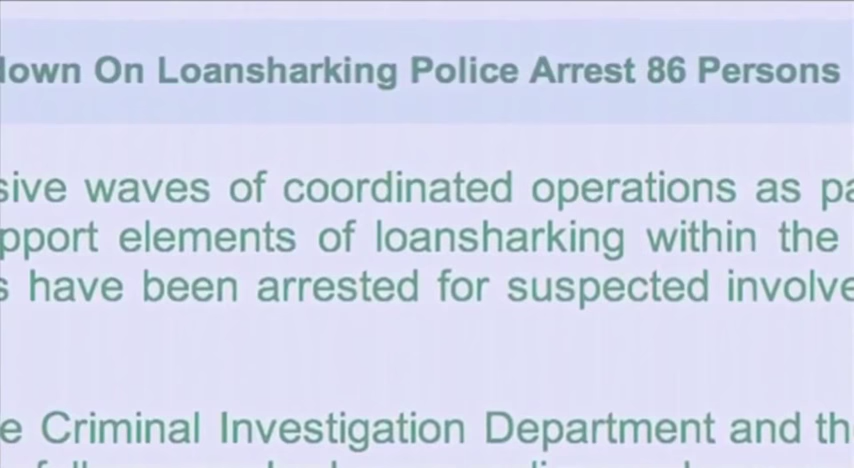 lown On Loansharking Police Arrest 86 Persons
sive waves of coordinated operations as pa
pport elements of loansharking within the
s have been arrested for suspected involve
e Criminal Investigation Department and th